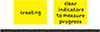 creating
clear
indicators
to measure
progress